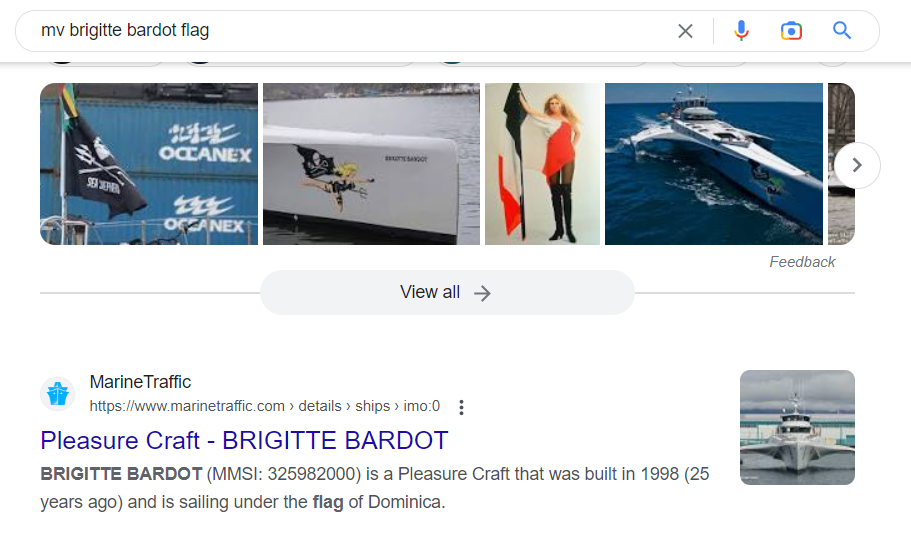 mv brigitte bardot flag
SEA SHEPHERD
OCEANEX
OCEANEX
BRIGITTE BARDOT
Feedback
View all
MarineTraffic
https://www.marinetraffic.com › details › ships › imo:0
Pleasure Craft - BRIGITTE BARDOT
BRIGITTE BARDOT (MMSI: 325982000) is a Pleasure Craft that was built in 1998 (25
years ago) and is sailing under the flag of Dominica.